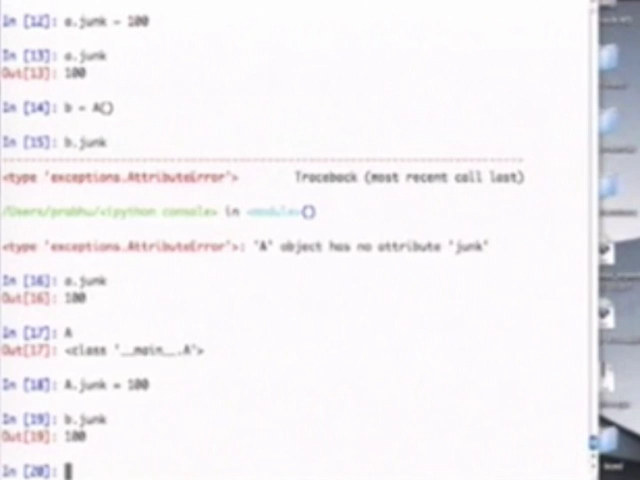 In [12]: a.junk = 100
In [13]: a.junk
Out[13]: 100
In [14]: b = A()
In [15]: b.junk
---------------------------------------------------------------------------
<type 'exceptions.AttributeError'>        Traceback (most recent call last)
/Users/prabhu/<ipython console> in <module>()
<type 'exceptions.AttributeError'>: 'A' object has no attribute 'junk'
In [16]: a.junk
Out[16]: 100
In [17]: A
Out[17]: <class '__main__.A'>
In [18]: A.junk = 100
In [19]: b.junk
Out[19]: 100
In [20]: